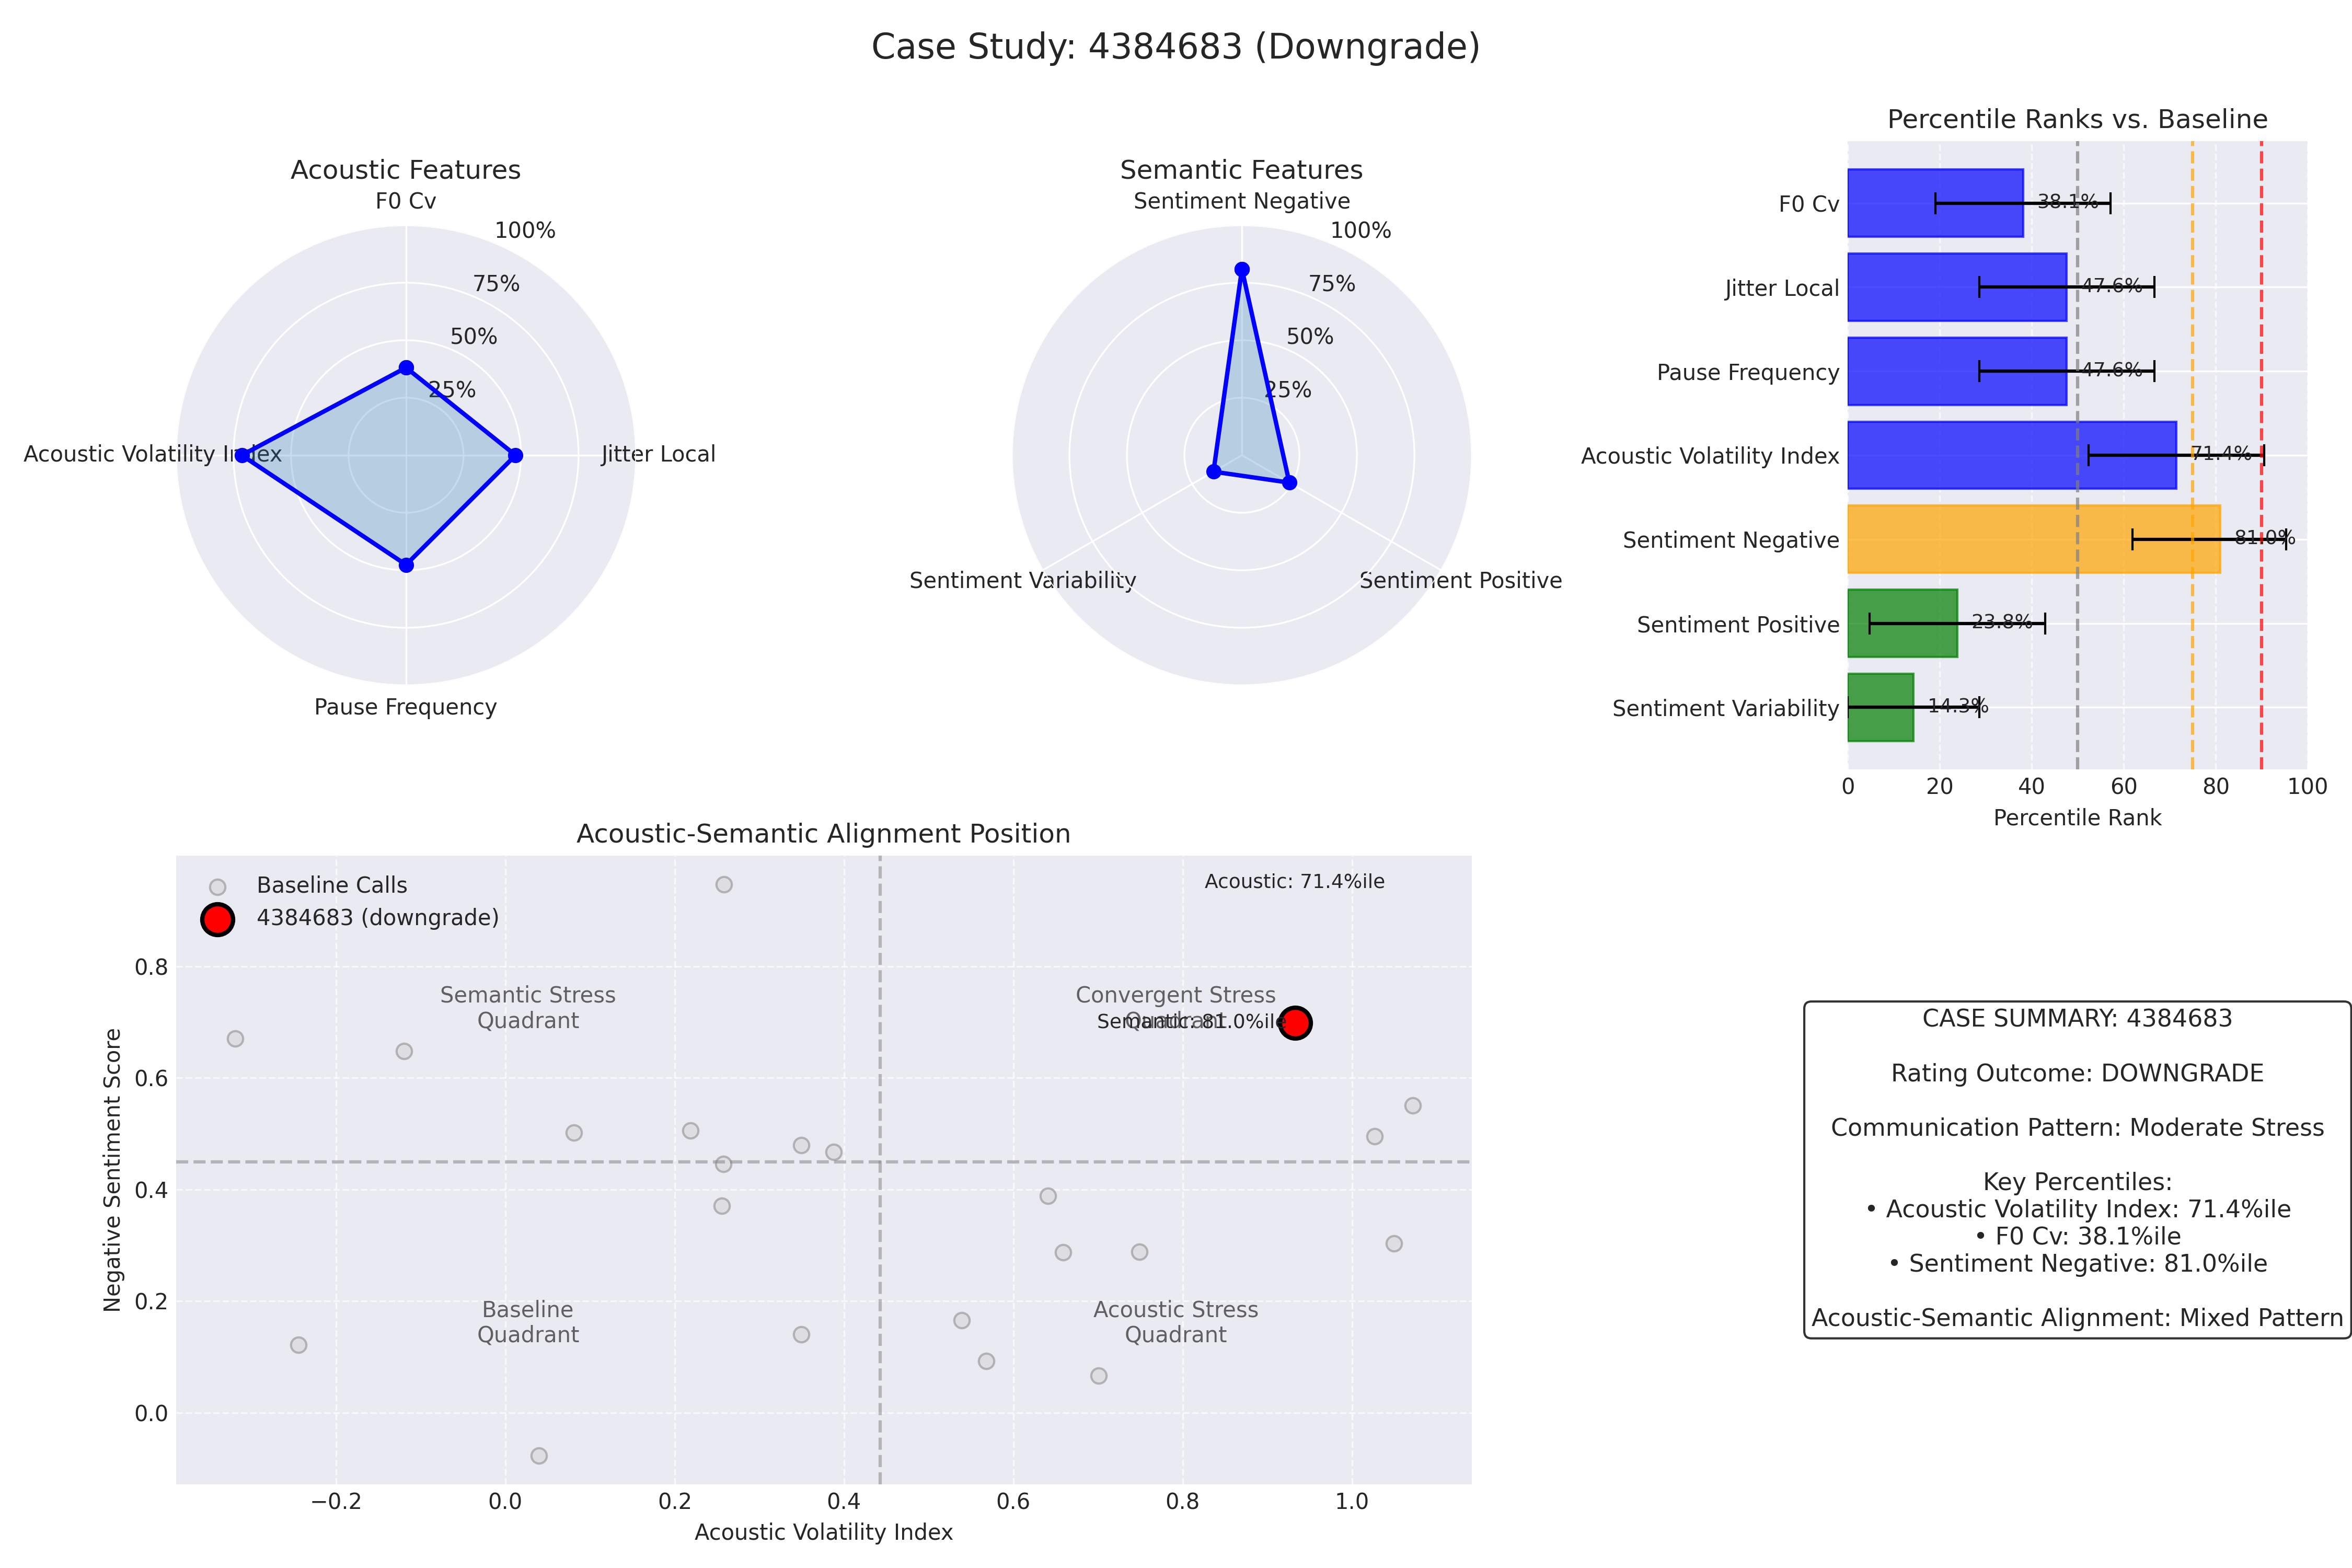 Case Study: 4384683 (Downgrade)
Acoustic Features
F0 Cv
100%
75%
50%
25%
Acoustic Volatility Index
Jitter Local
Pause Frequency
Semantic Features
Sentiment Negative
100%
75%
50%
25%
Sentiment Variability
Sentiment Positive
Percentile Ranks vs. Baseline
F0 Cv
38.1%
Jitter Local
47.6%
Pause Frequency
47.6%
Acoustic Volatility Index
71.4%
Sentiment Negative
81.0%
Sentiment Positive
23.8%
Sentiment Variability
14.3%
0
20
40
60
80
100
Percentile Rank
Acoustic-Semantic Alignment Position
Baseline Calls
4384683 (downgrade)
Acoustic: 71.4%ile
Semantic Stress
Quadrant
Convergent Stress
Quadrant
Semantic: 81.0%ile
Baseline
Quadrant
Acoustic Stress
Quadrant
Negative Sentiment Score
0.8
0.6
0.4
0.2
0.0
−0.2
0.0
0.2
0.4
0.6
0.8
1.0
Acoustic Volatility Index
CASE SUMMARY: 4384683
Rating Outcome: DOWNGRADE
Communication Pattern: Moderate Stress
Key Percentiles:
• Acoustic Volatility Index: 71.4%ile
• F0 Cv: 38.1%ile
• Sentiment Negative: 81.0%ile
Acoustic-Semantic Alignment: Mixed Pattern